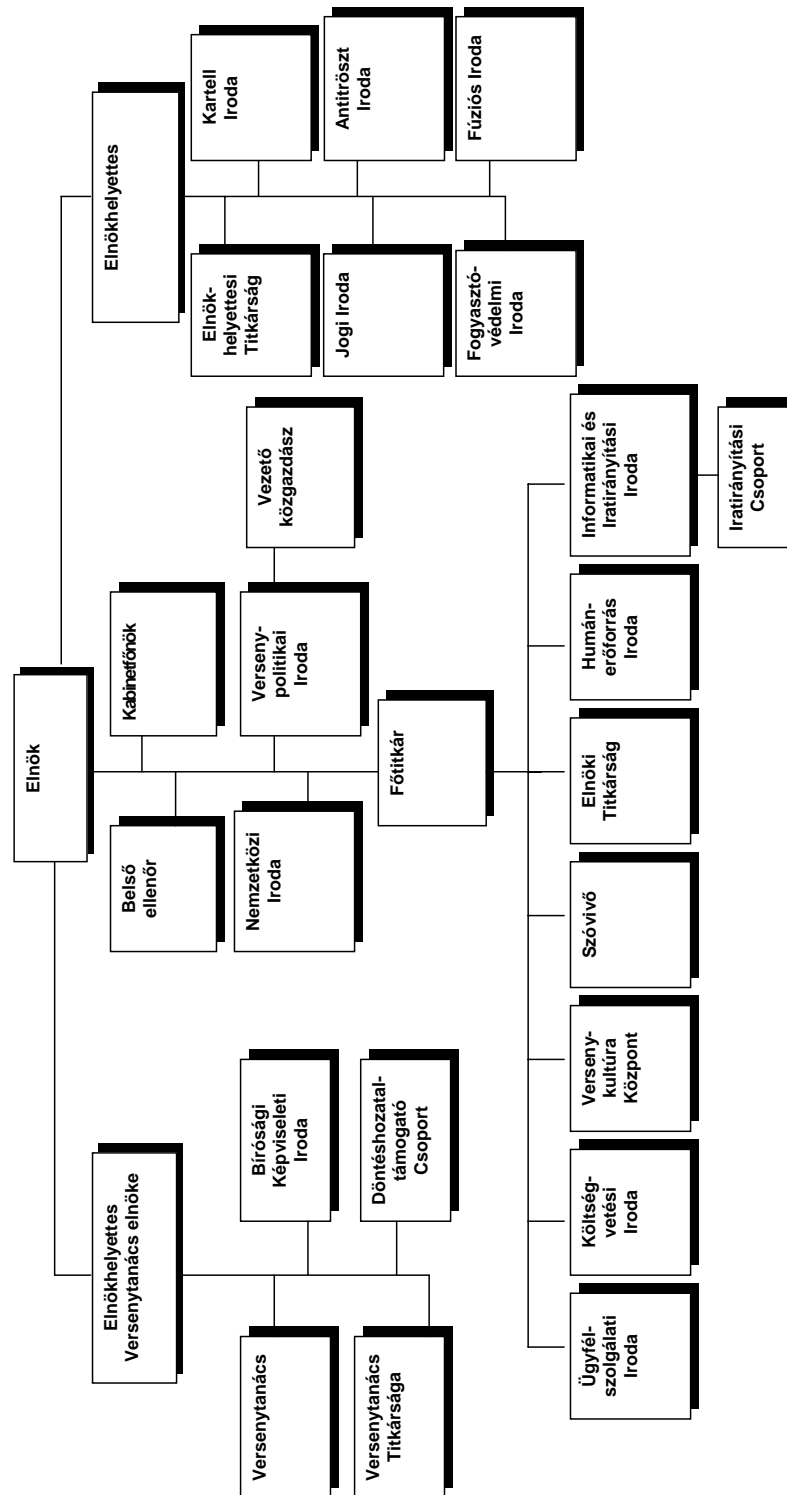 Elnök
Elnökhelyettes
Versenytanács elnöke
Elnökhelyettes
Belső
ellenőr
Kabinetfőnök
Nemzetközi
Iroda
Verseny-
politikai
Iroda
Vezető
közgazdász
Főtitkár
Versenytanács
Bírósági
Képviseleti
Iroda
Versenytanács
Titkársága
Döntéshozatal-
támogató
Csoport
Elnök-
helyettesi
Titkárság
Kartell
Iroda
Jogi Iroda
Antitröszt
Iroda
Fogyasztó-
védelmi
Iroda
Fúziós Iroda
Ügyfél-
szolgálati
Iroda
Költség-
vetési
Iroda
Verseny-
kultúra
Központ
Szóvivő
Elnöki
Titkárság
Humán-
erőforrás
Iroda
Informatikai és
Iratirányítási
Iroda
Iratirányítási
Csoport